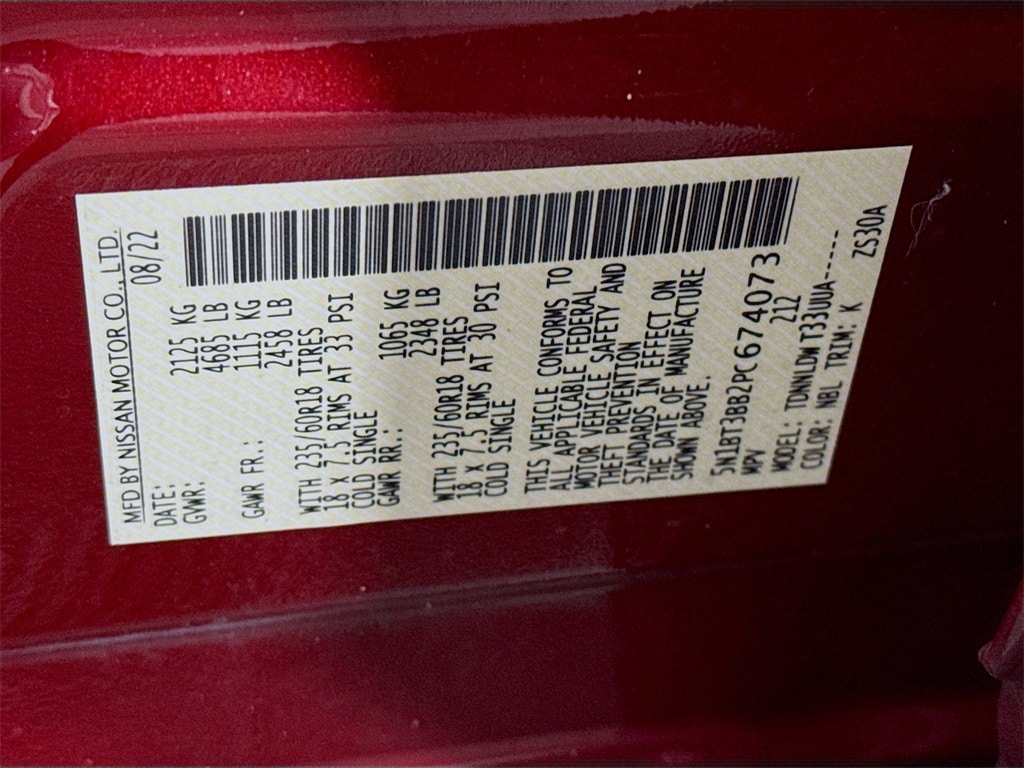 MFD BY NISSAN MOTOR CO., LTD.
DATE: 08/22
GVWR: 2125 KG
4685 LB
GAWR FR.: 1115 KG
2458 LB
WITH 235/60R18 TIRES
18 X 7.5 RIMS AT 33 PSI
COLD SINGLE
GAWR RR.: 1065 KG
2348 LB
WITH 235/60R18 TIRES
18 X 7.5 RIMS AT 30 PSI
COLD SINGLE
THIS VEHICLE CONFORMS TO
ALL APPLICABLE FEDERAL
MOTOR VEHICLE SAFETY AND
THEFT PREVENTION
STANDARDS IN EFFECT ON
THE DATE OF MANUFACTURE
SHOWN ABOVE.
5N1BT3BB2PC674073
MPV 212
MODEL: TDNNLDWT33UUA-----
COLOR: NBL TRIM: K ZS30A